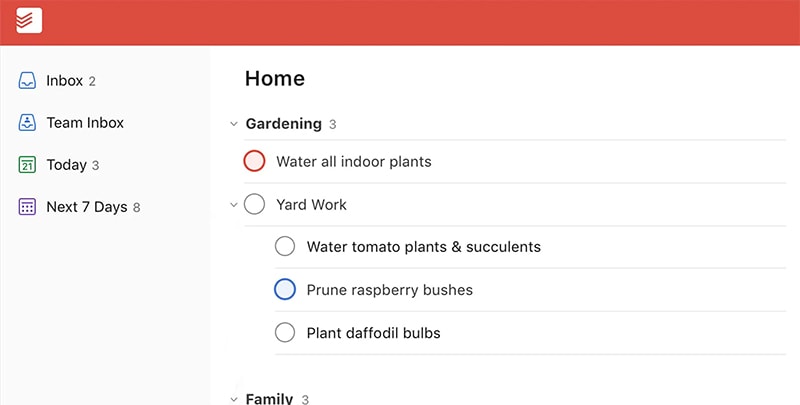 Inbox 2
Team Inbox
21 Today 3
Next 7 Days 8
Home
Gardening 3
Water all indoor plants
Yard Work
Water tomato plants & succulents
Prune raspberry bushes
Plant daffodil bulbs
Family 3